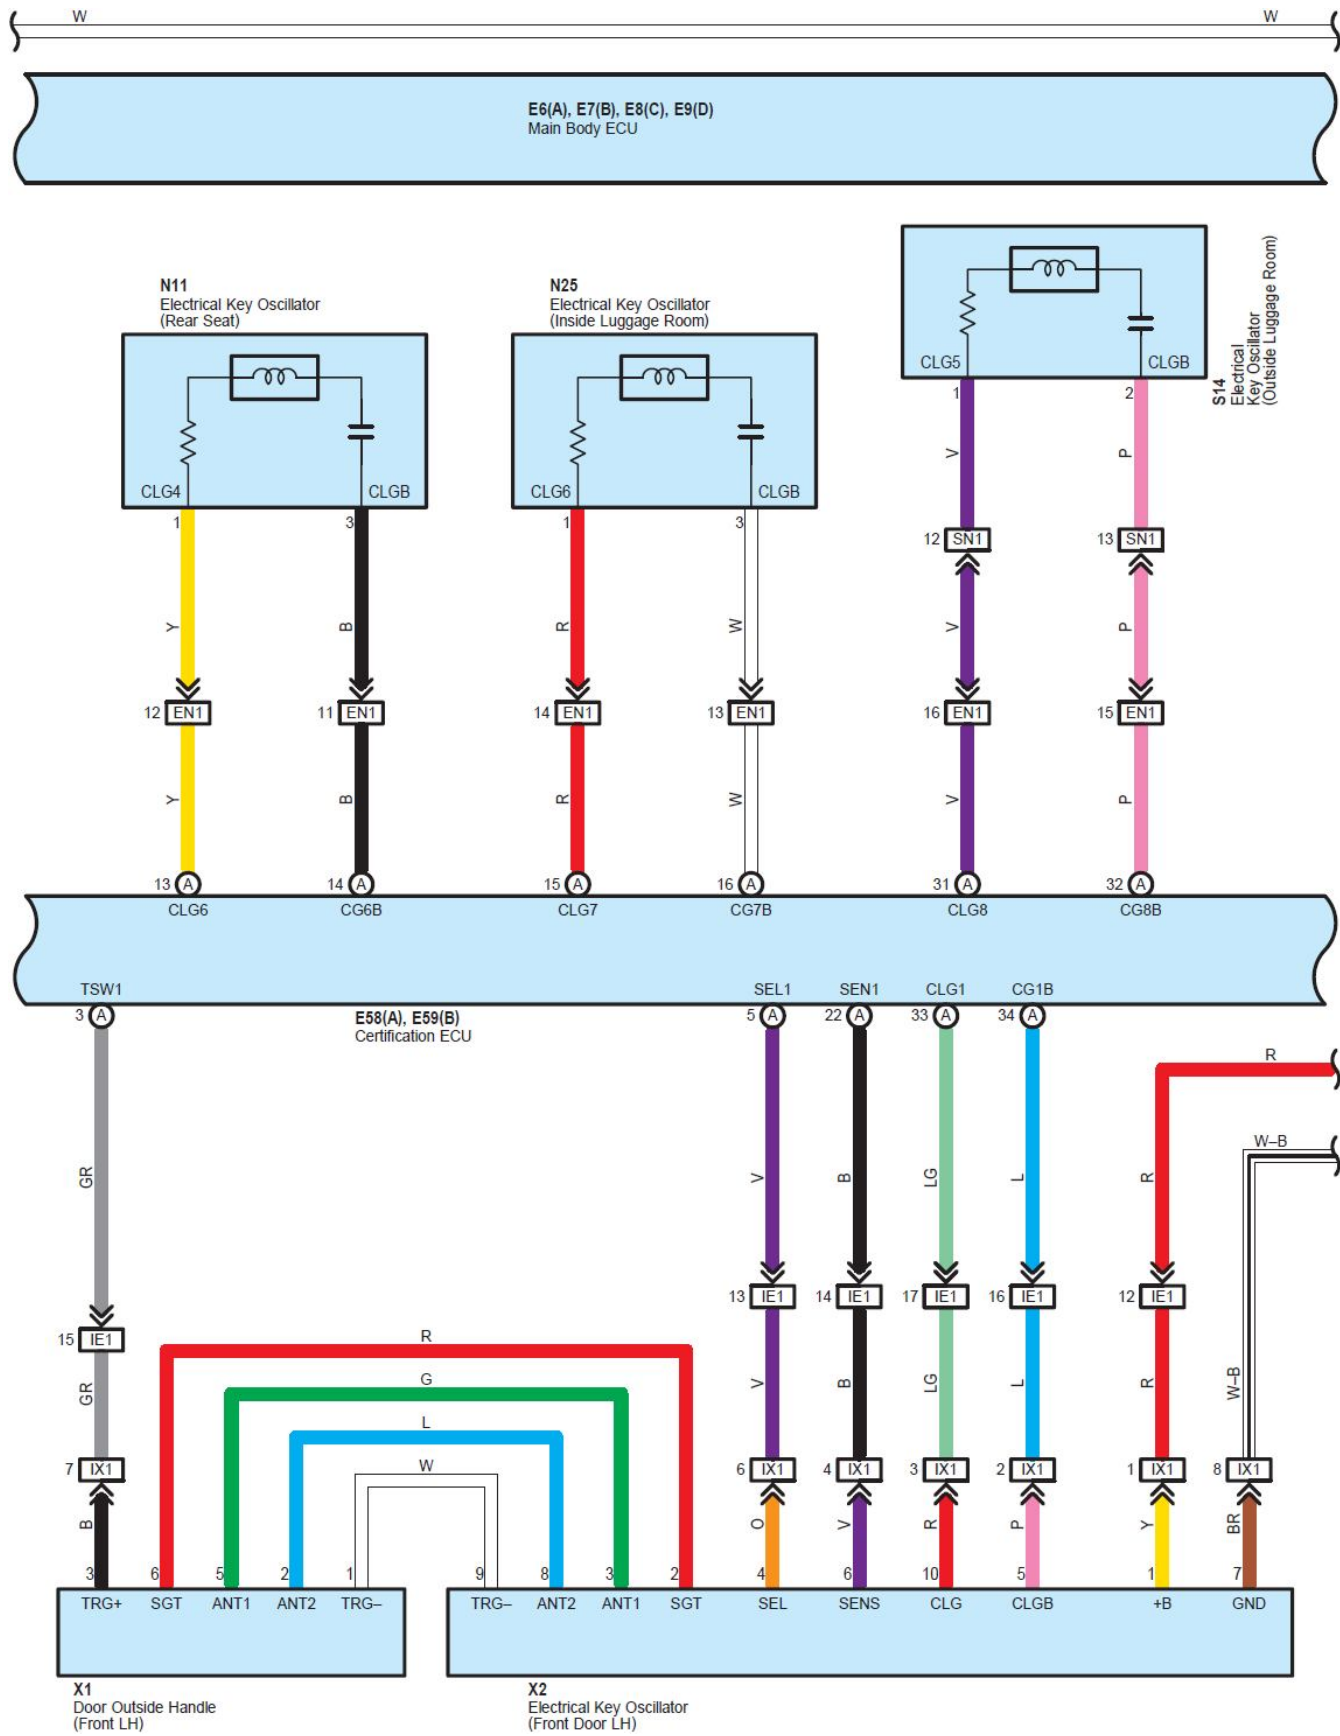 W W
E6(A), E7(B), E8(C), E9(D)
Main Body ECU
N11
Electrical Key Oscillator
(Rear Seat)
N25
Electrical Key Oscillator
(Inside Luggage Room)
S14
Electrical
Key Oscillator
(Outside Luggage Room)
CLG5 CLGB
1 2
V P
CLG4 CLGB CLG6 CLGB
1 3 1 3
12 SN1 13 SN1
Y B R W V P
12 EN1 11 EN1 14 EN1 13 EN1 16 EN1 15 EN1
Y B R W V P
13 A 14 A 15 A 16 A 31 A 32 A
CLG6 CG6B CLG7 CG7B CLG8 CG8B
TSW1 SEL1 SEN1 CLG1 CG1B
3 A 5 A 22 A 33 A 34 A
E58(A), E59(B)
Certification ECU
R
W–B
GR V B LG L R
13 IE1 14 IE1 17 IE1 16 IE1 12 IE1
15 IE1
R
G
L
W
GR V B LG L R W–B
7 IX1 6 IX1 4 IX1 3 IX1 2 IX1 1 IX1 8 IX1
B O V R P Y BR
3 6 5 2 1 9 8 3 2 4 6 10 5 1 7
TRG+ SGT ANT1 ANT2 TRG– TRG– ANT2 ANT1 SGT SEL SENS CLG CLGB +B GND
X1
Door Outside Handle
(Front LH)
X2
Electrical Key Oscillator
(Front Door LH)